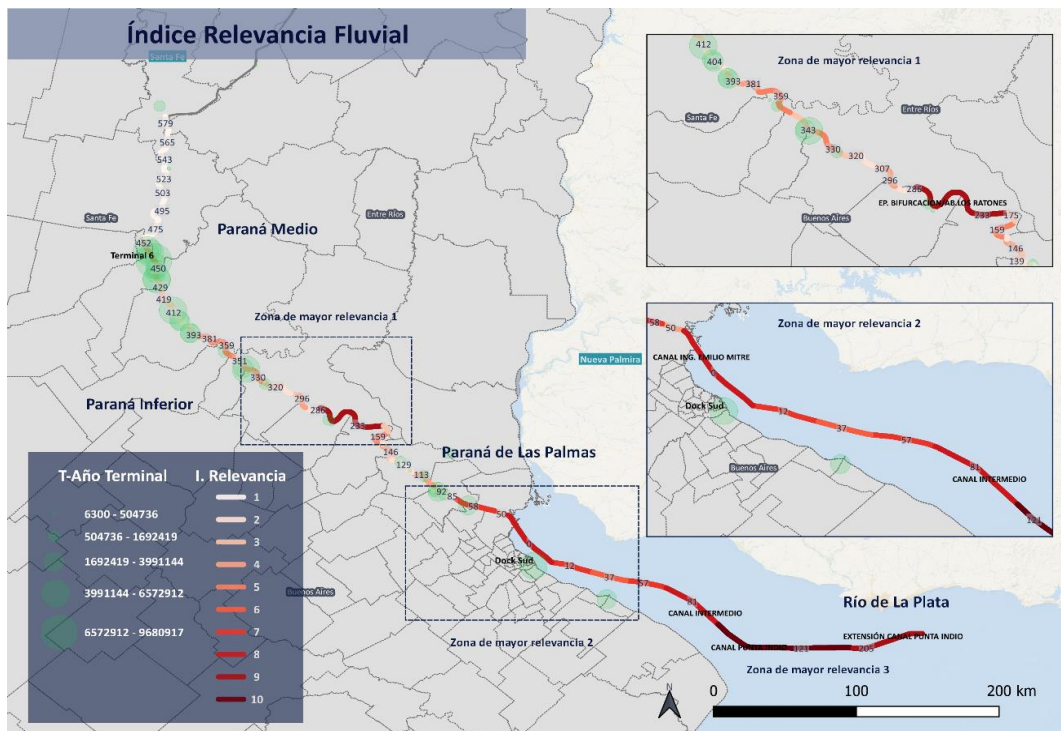 Índice Relevancia Fluvial
Santa Fe
579
565
543
523
503
495
Santa Fe
475
452
Terminal 6
450
429
419
412
393
381
359
351
330
320
296
286
233
159
146
129
113
92
85
58
50
0
12
37
57
81
121
205
Paraná Medio
Entre Ríos
Zona de mayor relevancia 1
Paraná Inferior
Paraná de Las Palmas
Nueva Palmira
Dock Sud
Buenos Aires
Zona de mayor relevancia 2
CANAL INTERMEDIO
CANAL PUNTA INDIO
EXTENSIÓN CANAL PUNTA INDIO
Río de La Plata
Zona de mayor relevancia 3
T-Año Terminal
6300 - 504736
504736 - 1692419
1692419 - 3991144
3991144 - 6572912
6572912 - 9680917
I. Relevancia
1
2
3
4
5
6
7
8
9
10
412
404
393
381
359
343
330
320
307
296
286
233
175
159
146
139
Zona de mayor relevancia 1
Entre Ríos
Santa Fe
Buenos Aires
EP. BIFURCACION/AB.LOS RATONES
58
50
Zona de mayor relevancia 2
CANAL ING. EMILIO MITRE
0
Dock Sud
12
37
57
81
Buenos Aires
CANAL INTERMEDIO
121
N
0
100
200 km